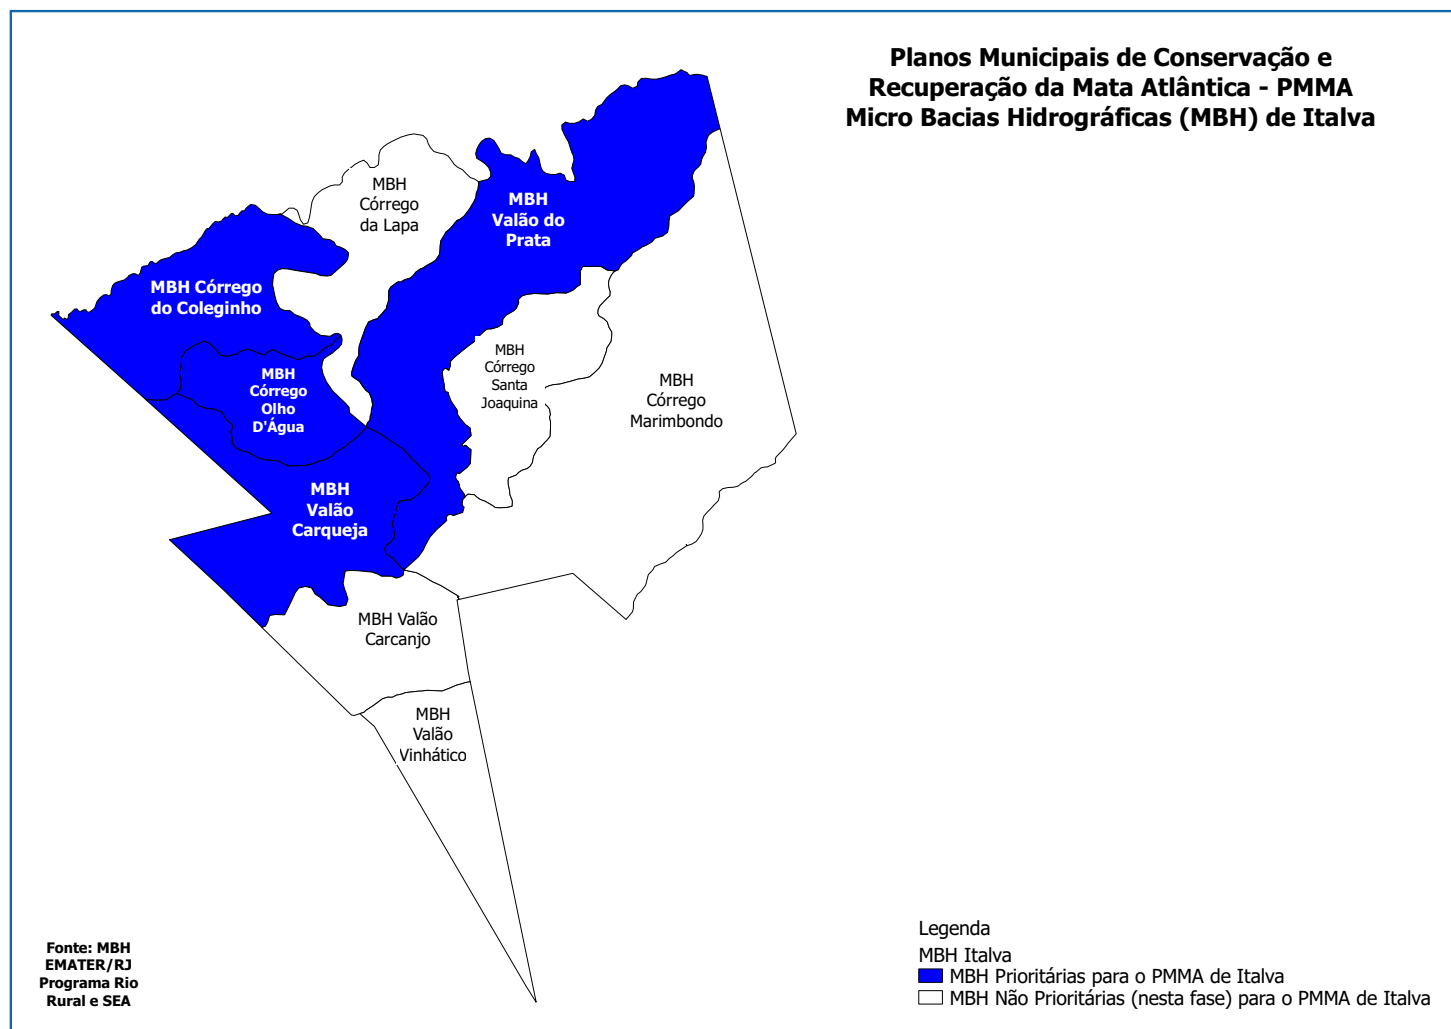 Planos Municipais de Conservação e
Recuperação da Mata Atlântica - PMMA
Micro Bacias Hidrográficas (MBH) de Italva
MBH
Córrego
da Lapa
MBH
Valão do
Prata
MBH Córrego
do Coleginho
MBH
Córrego
Santa
Joaquina
MBH
Córrego
Olho
D'Água
MBH
Córrego
Marimbondo
MBH
Valão
Carqueja
MBH Valão
Carcanjo
MBH
Valão
Vinhático
Fonte: MBH
EMATER/RJ
Programa Rio
Rural e SEA
Legenda
MBH Italva
MBH Prioritárias para o PMMA de Italva
MBH Não Prioritárias (nesta fase) para o PMMA de Italva